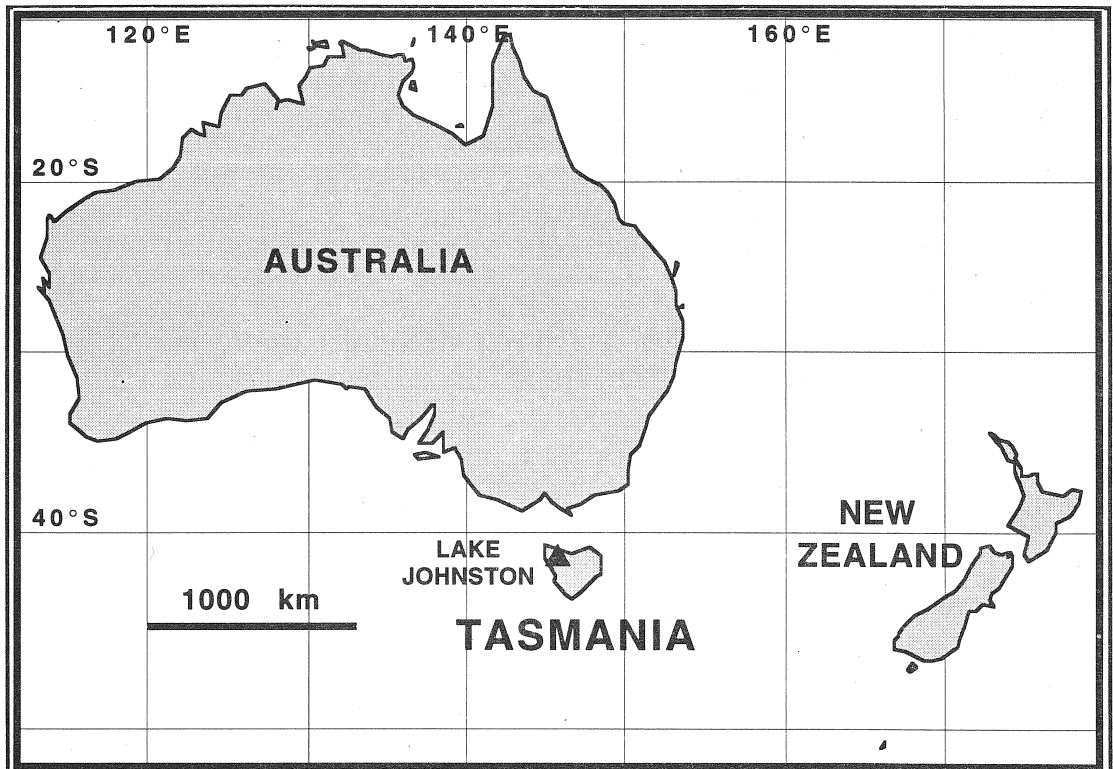 120°E 140°E 160°E
20°S
AUSTRALIA
40°S
NEW
ZEALAND
LAKE
JOHNSTON
1000 km
TASMANIA